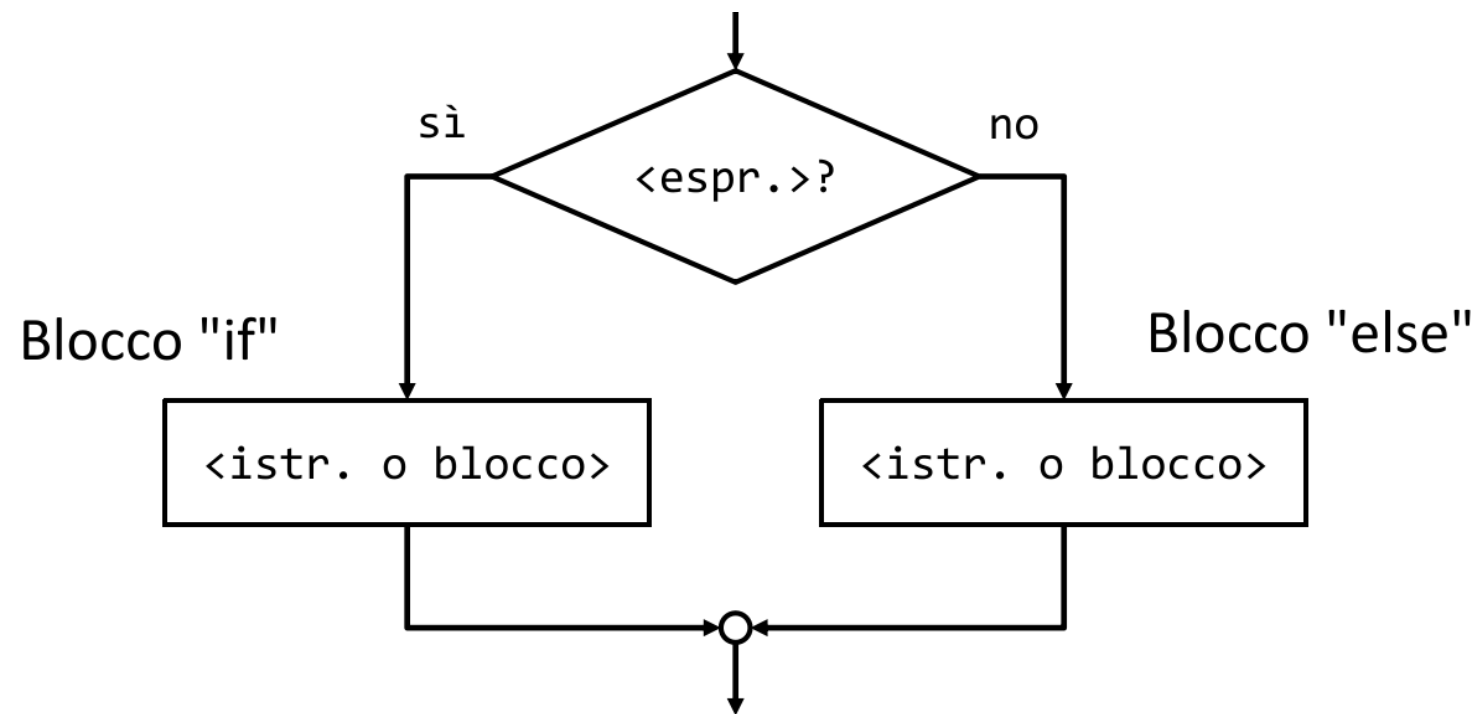 sì
no
<espr.>?
Blocco "if"
Blocco "else"
<istr. o blocco>
<istr. o blocco>